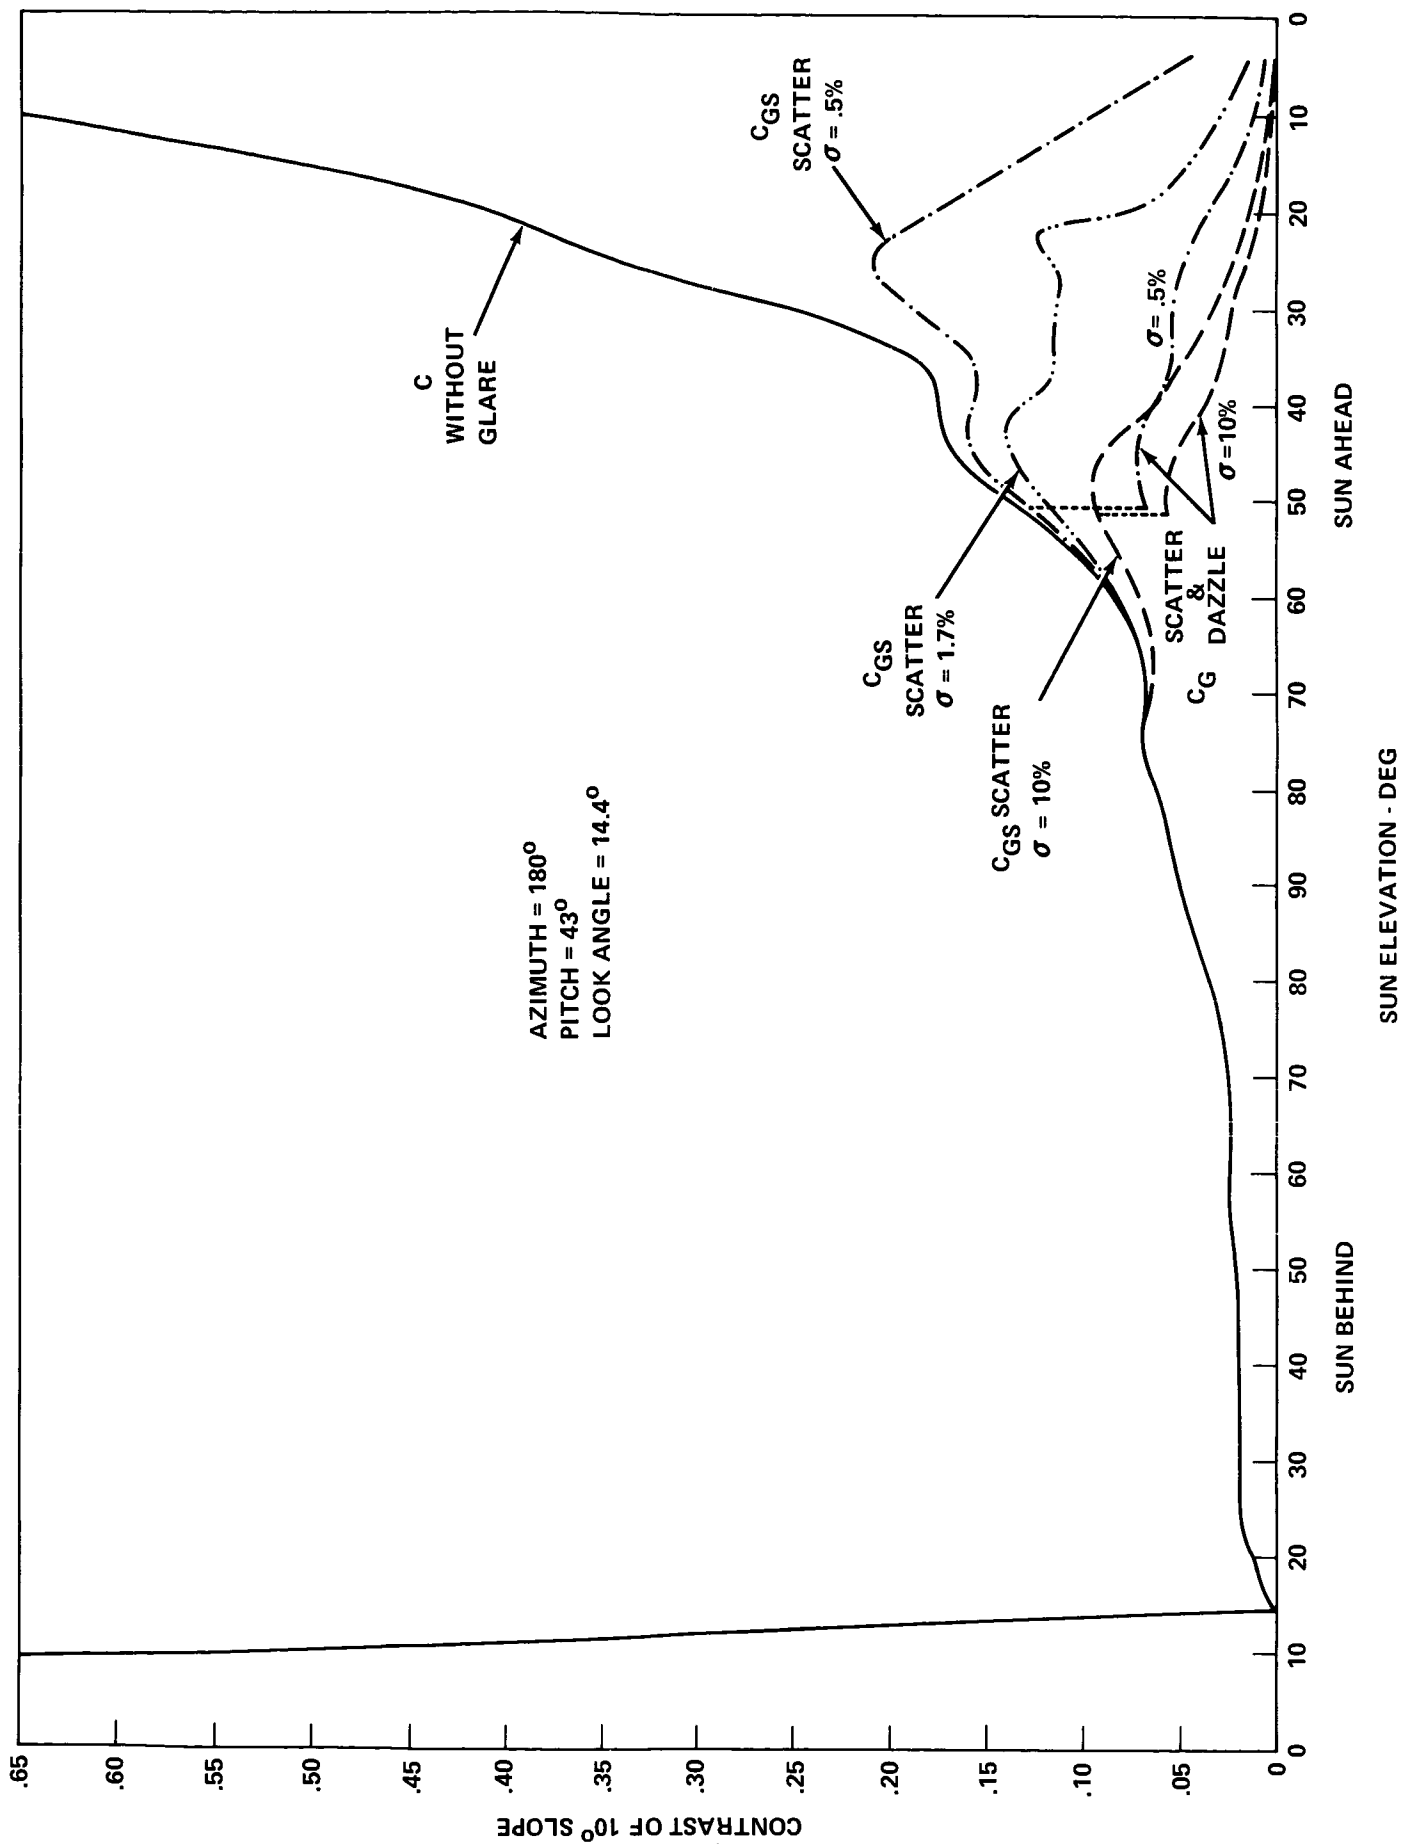 CONTRAST OF 10° SLOPE
.65
.60
.55
.50
.45
.40
.35
.30
.25
.20
.15
.10
.05
0
AZIMUTH = 180°
PITCH = 43°
LOOK ANGLE = 14.4°
C
WITHOUT
GLARE
C_GS
SCATTER
σ = .5%
C_GS
SCATTER
σ = 1.7%
C_GS SCATTER
σ = 10%
C_G
SCATTER
&
DAZZLE
σ = .5%
σ = 10%
0 10 20 30 40 50 60 70 80 90 80 70 60 50 40 30 20 10 0
SUN BEHIND
SUN AHEAD
SUN ELEVATION - DEG